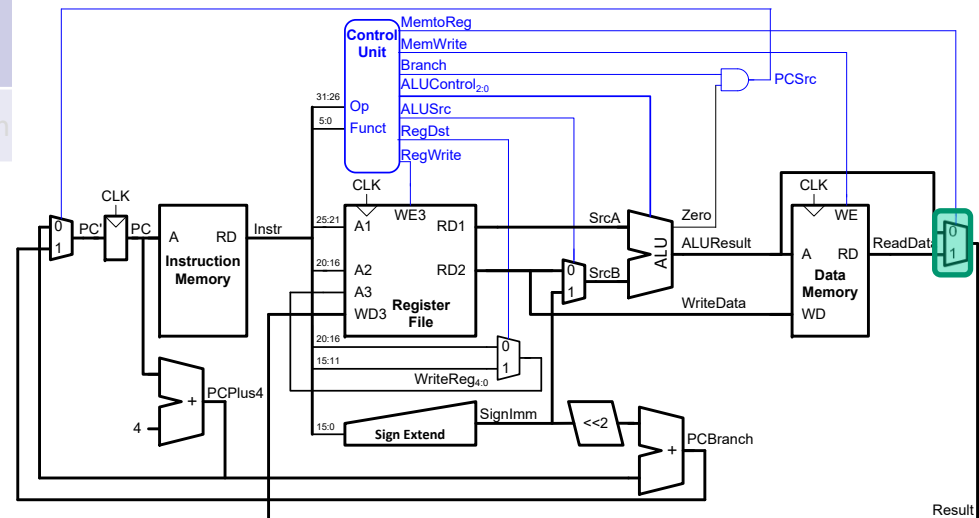 MemtoReg
Control
Unit
MemWrite
Branch
PCSrc
ALUControl2:0
31:26
Op
ALUSrc
5:0
Funct
RegDst
RegWrite
CLK
CLK
CLK
0
1
PC'
PC
A
RD
Instr
Instruction
Memory
25:21
A1
WE3
RD1
SrcA
Zero
WE
0
1
20:16
A2
RD2
0
1
SrcB
ALU
ALUResult
A
RD
ReadData
A3
Register
File
WD3
Data
Memory
WriteData
WD
20:16
0
15:11
1
WriteReg4:0
PCPlus4
+
4
SignImm
15:0
Sign Extend
<<2
+
PCBranch
Result